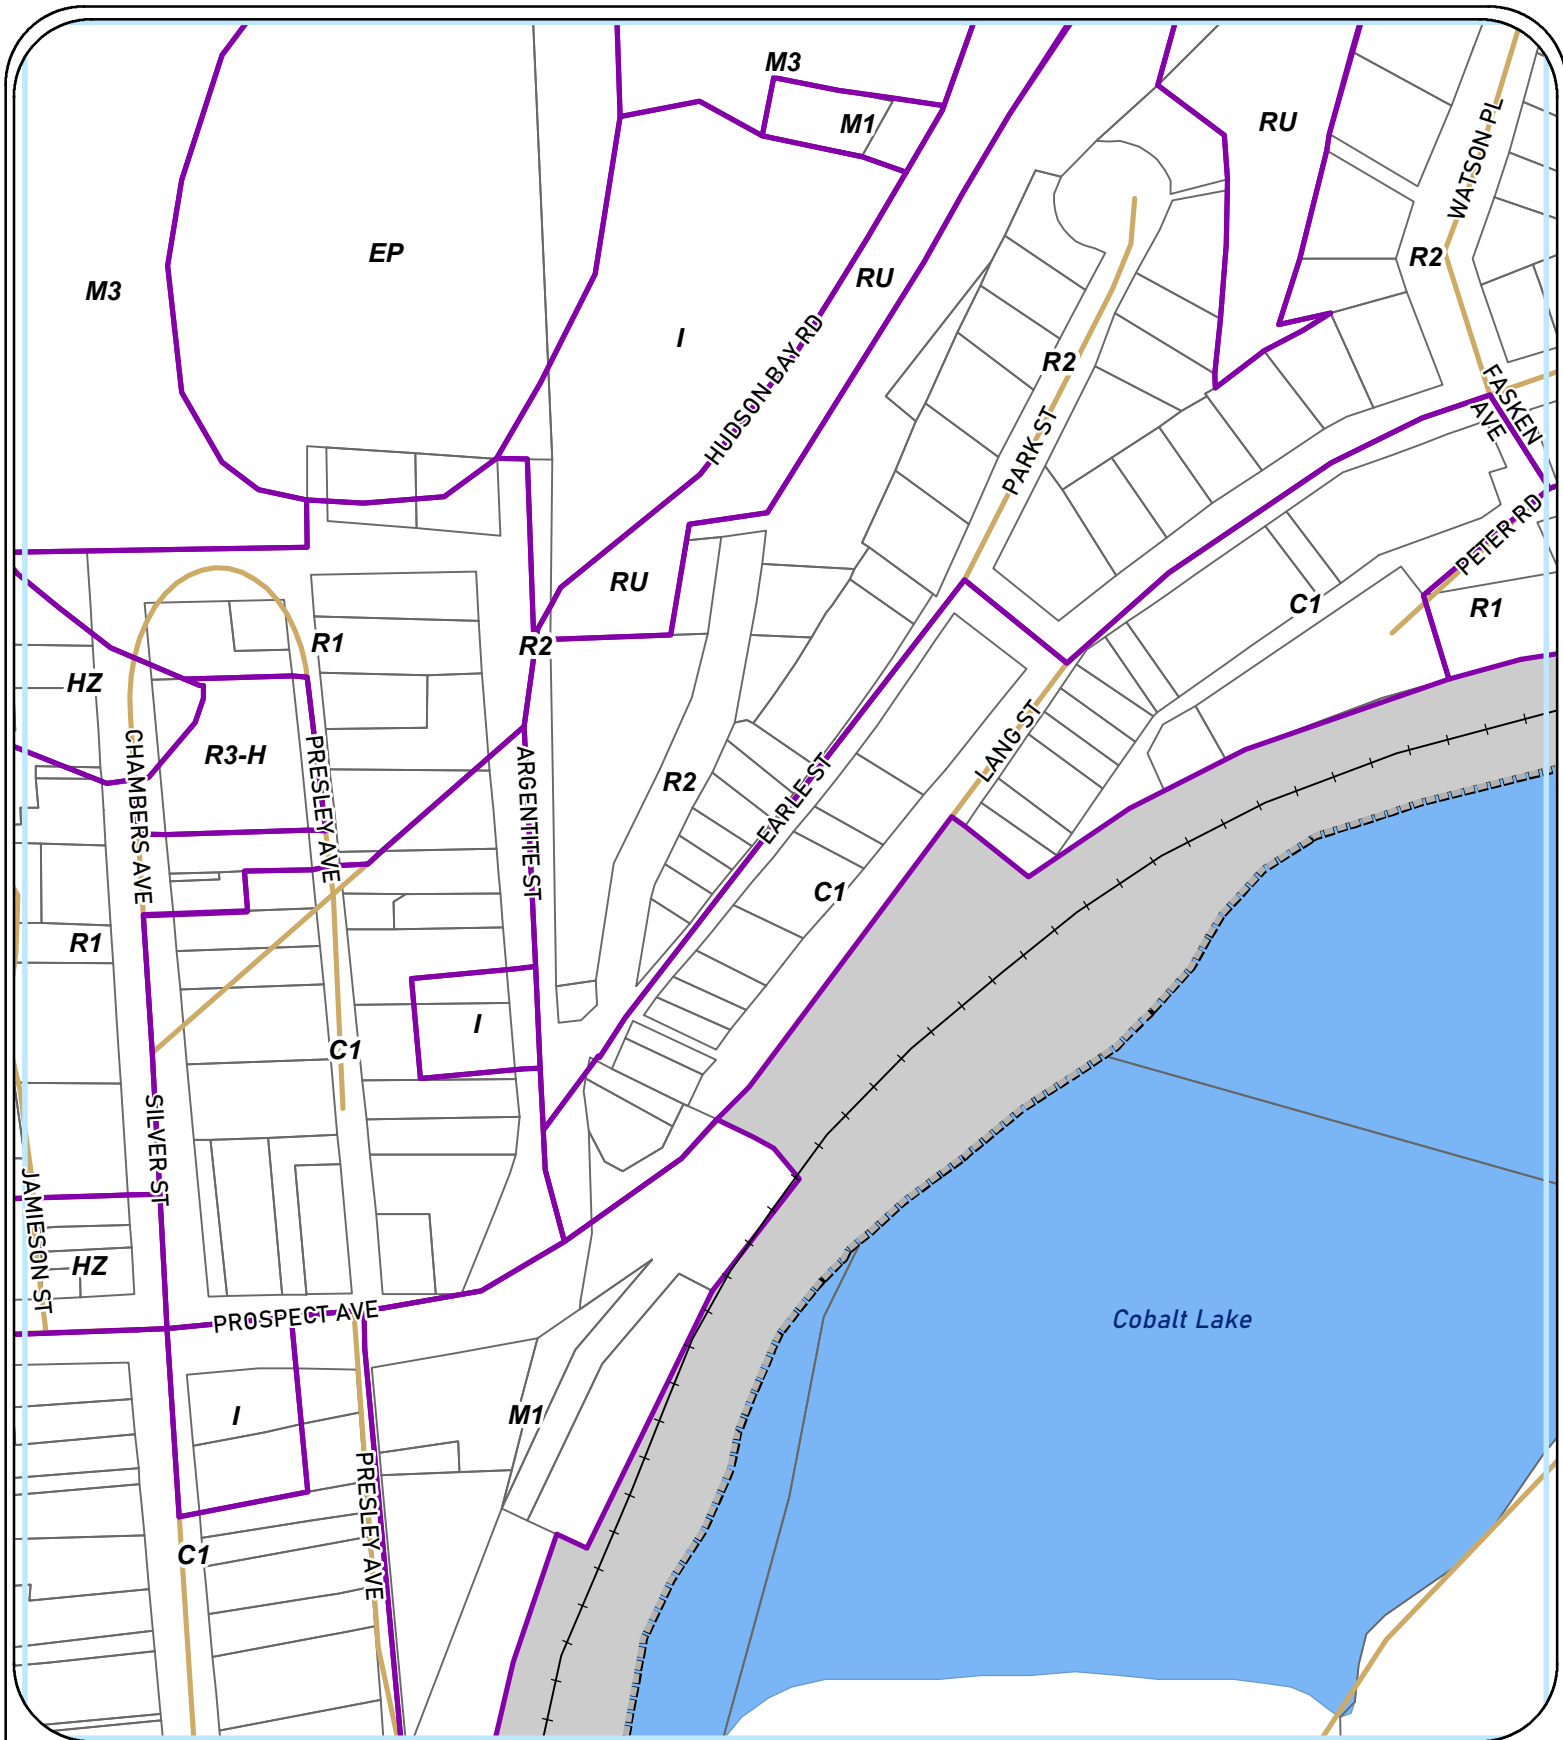 M3
M1
RU
WATSON PL
EP
M3
R2
RU
I
HUDSON BAY RD
R2
PARK ST
FASKEN
AVE
PETER RD
RU
C1
R1
R1
R2
HZ
R3-H
CHAMBERS AVE
PRESLEY AVE
ARGENTITE ST
R2
EARLE ST
LANG ST
C1
R1
I
C1
SILVER ST
JAMIESON ST
HZ
PROSPECT AVE
Cobalt Lake
I
M1
PRESLEY AVE
C1